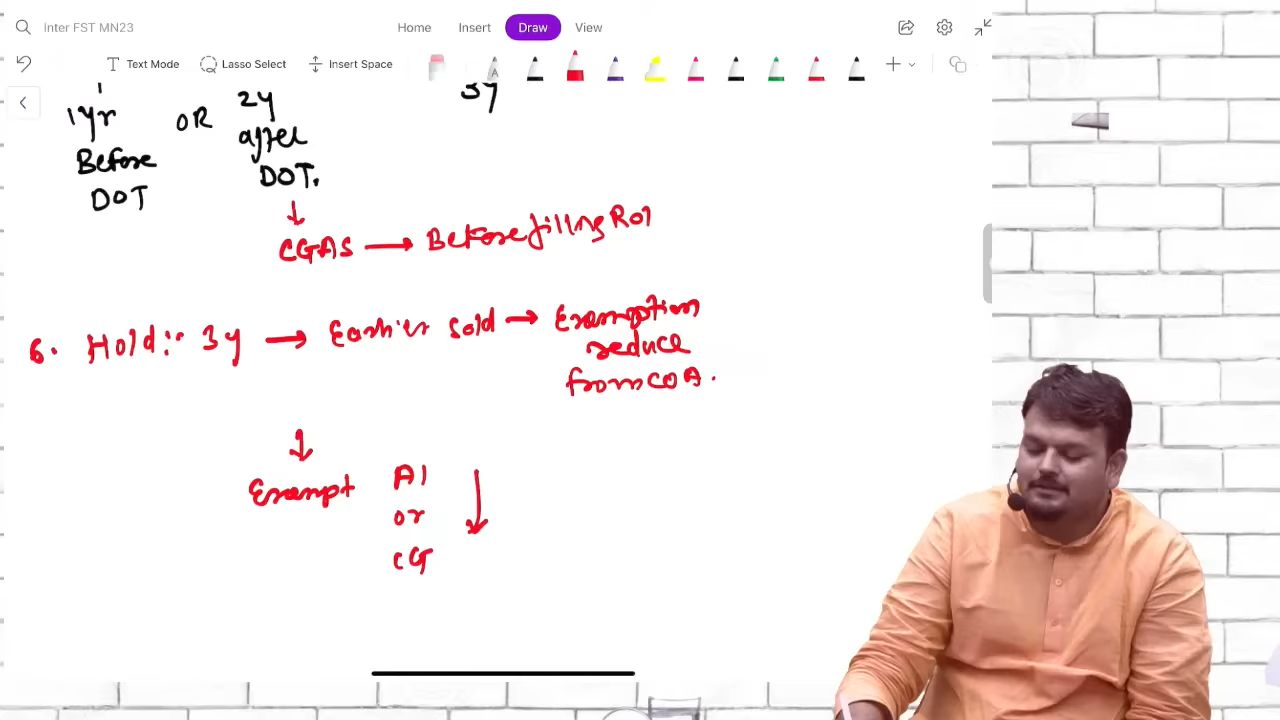 Inter FST MN23
Home
Insert
Draw
View
Text Mode
Lasso Select
Insert Space
1yr
Before
DOT
OR
2y
after
DOT.
3y
CGAS → Before filling ROI
6. Hold:- 3y → Earlier sold → Exemption
reduce
from COA.
↓
Exempt
AI
or
CG
↓